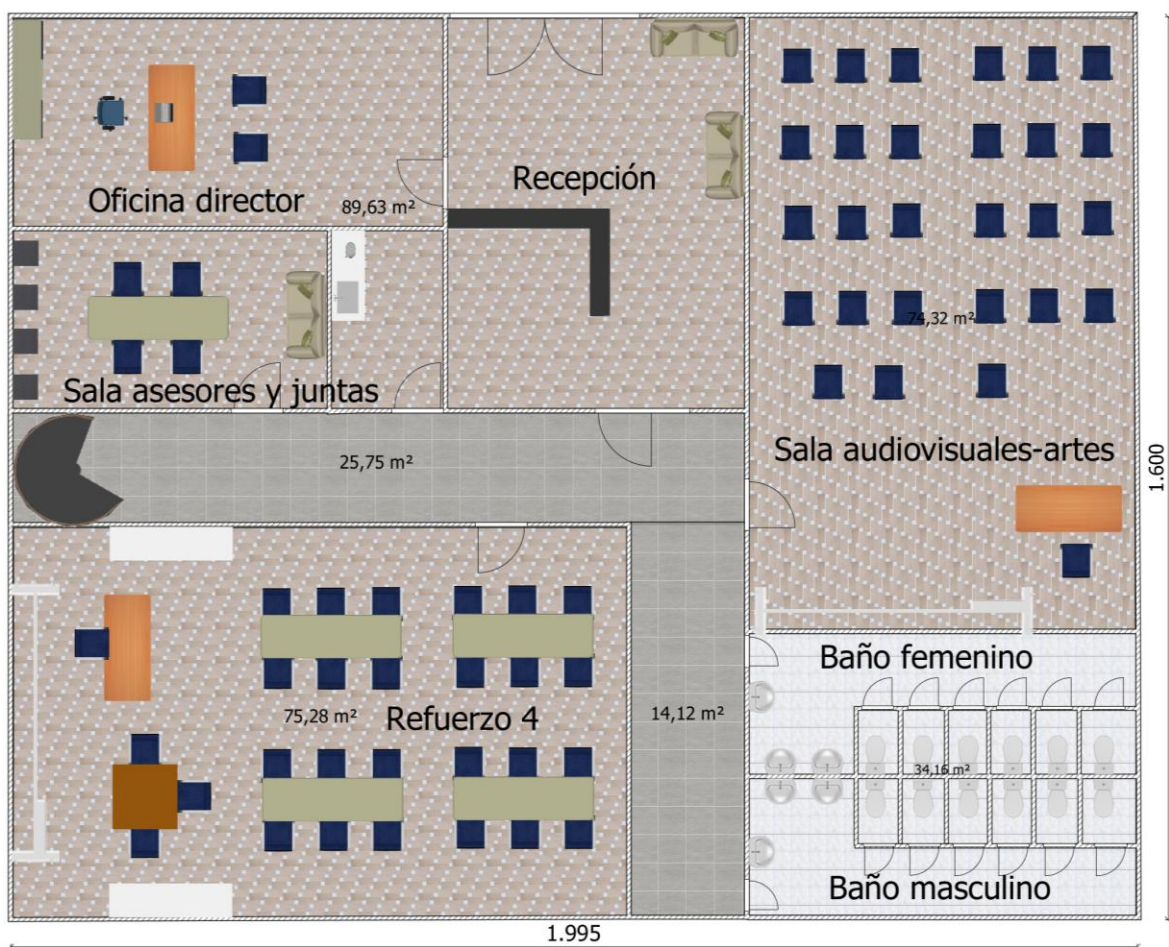 Recepción
Oficina director
89,63 m²
74,32 m²
Sala asesores y juntas
Sala audiovisuales-artes
25,75 m²
1.600
Baño femenino
75,28 m²
Refuerzo 4
14,12 m²
34,16 m²
Baño masculino
1.995